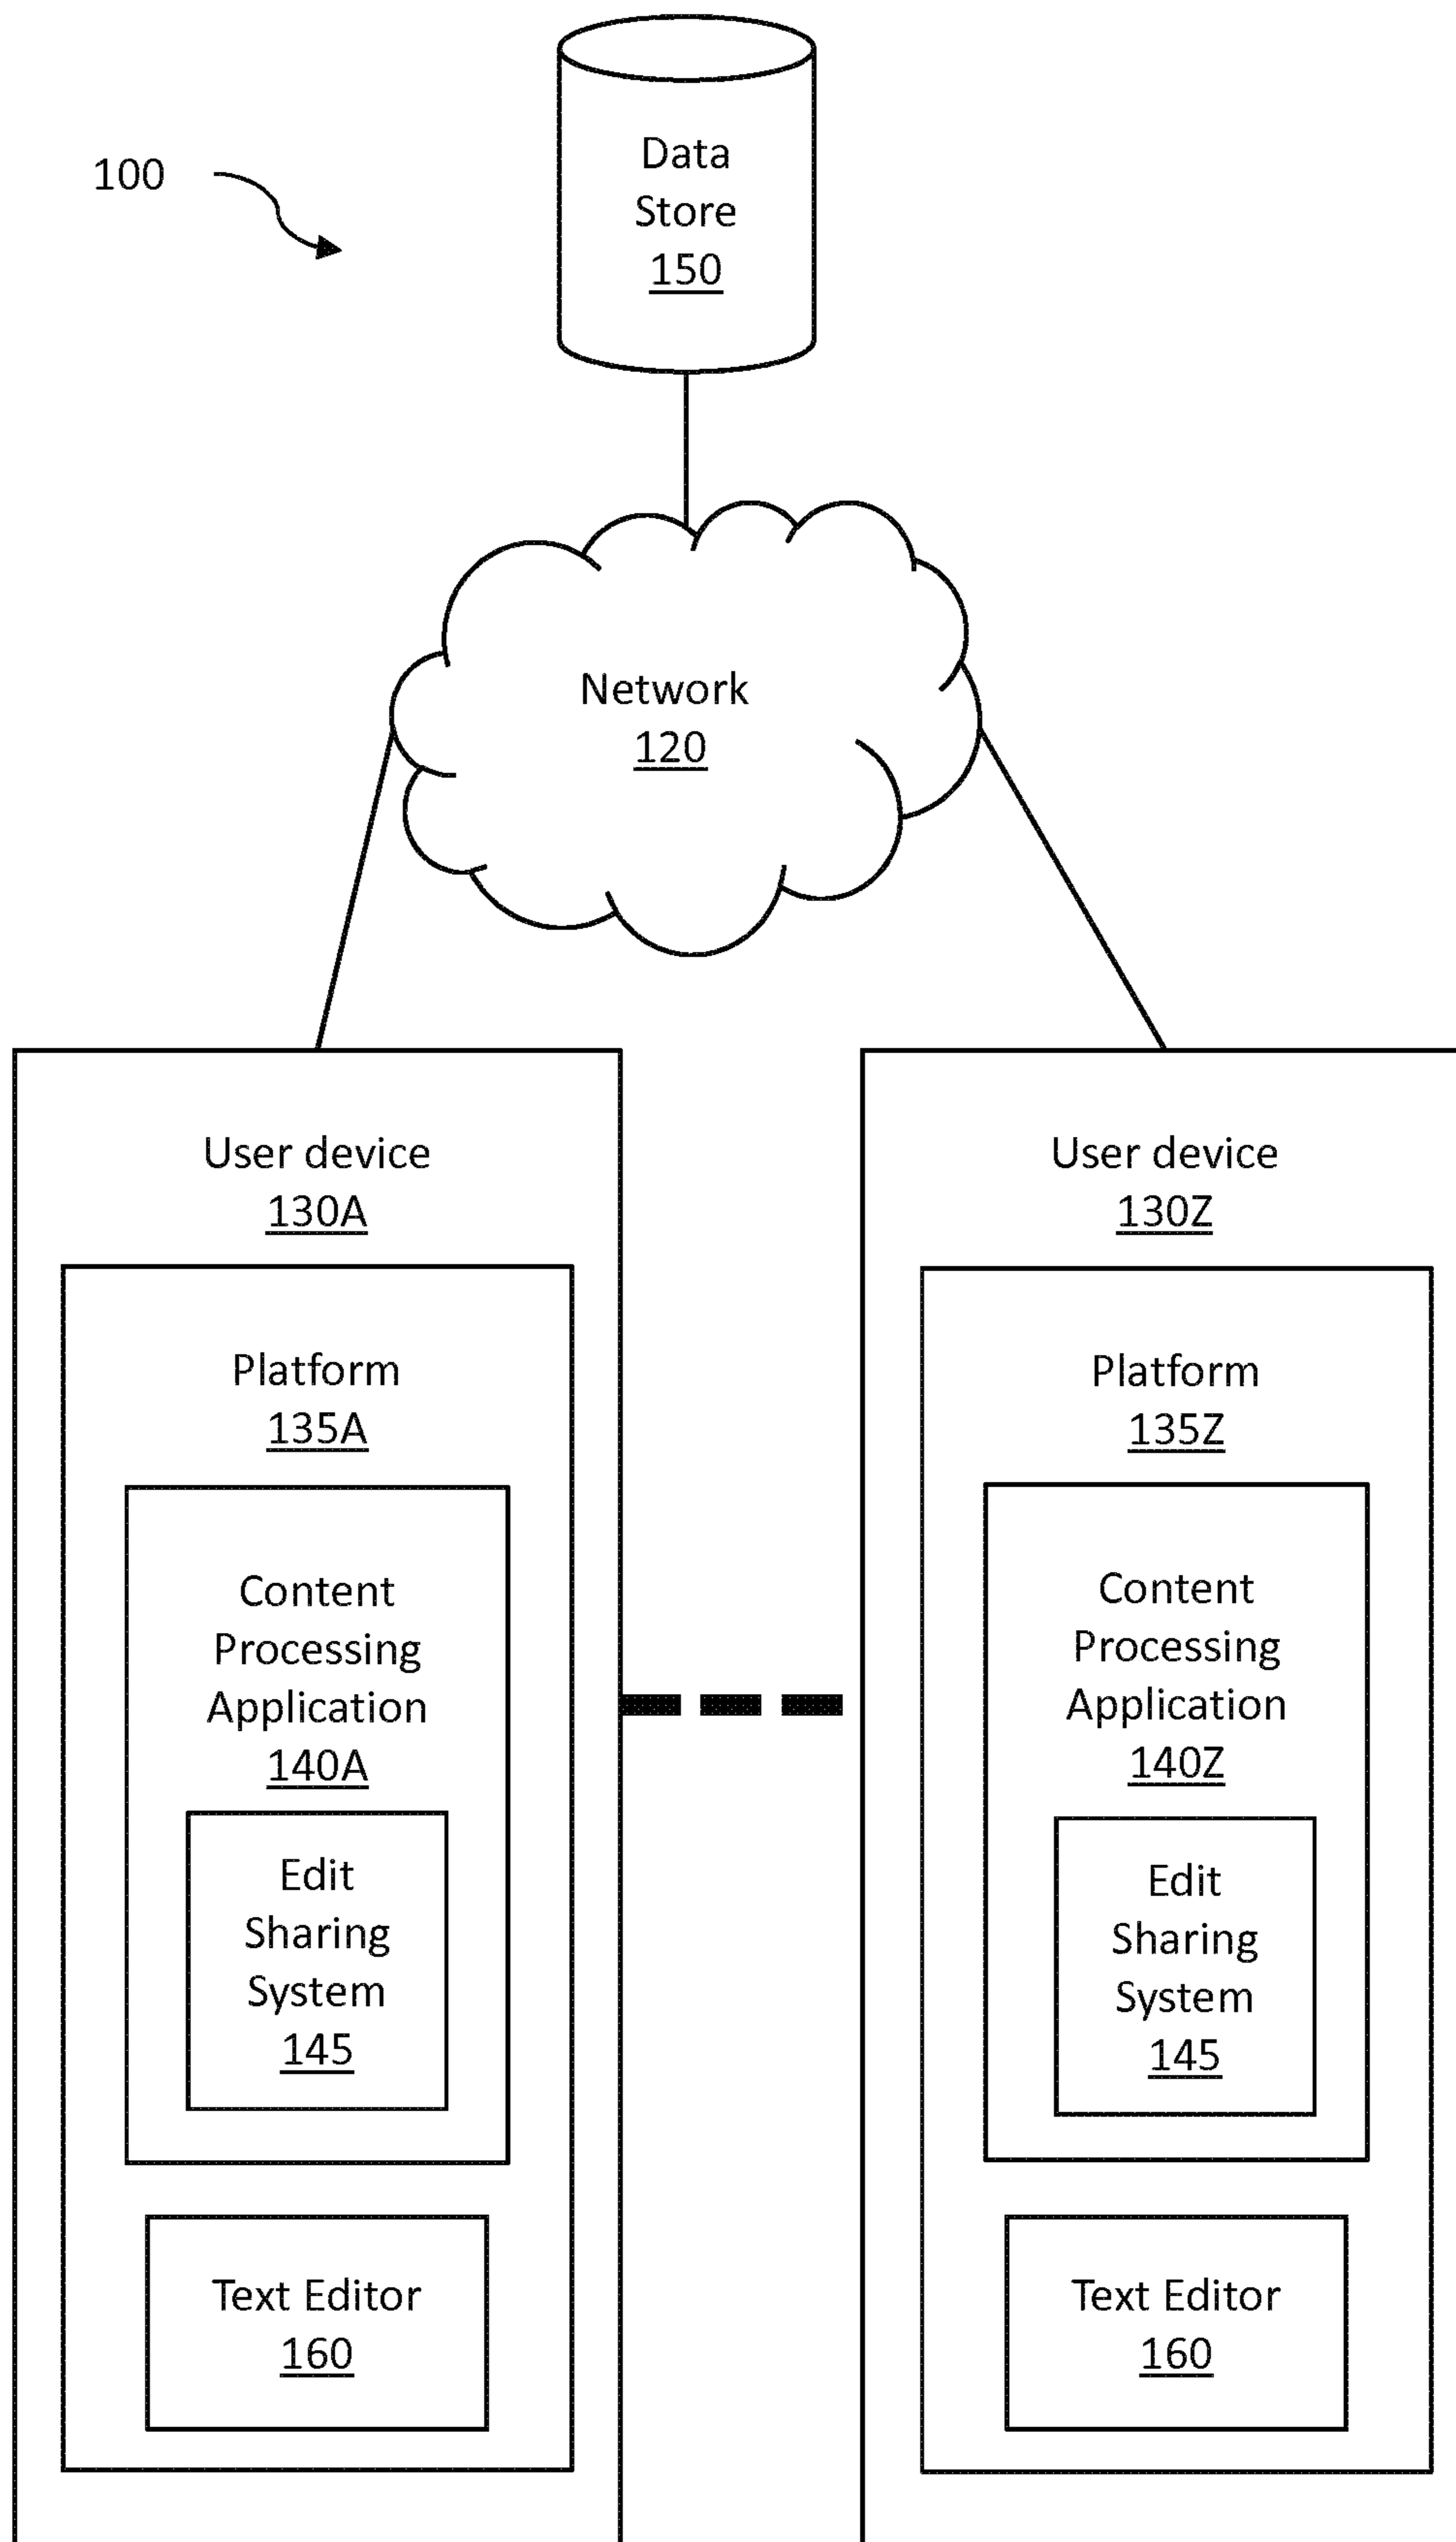 100
Data
Store
150
Network
120
User device
130A
Platform
135A
Content
Processing
Application
140A
Edit
Sharing
System
145
Text Editor
160
User device
130Z
Platform
135Z
Content
Processing
Application
140Z
Edit
Sharing
System
145
Text Editor
160